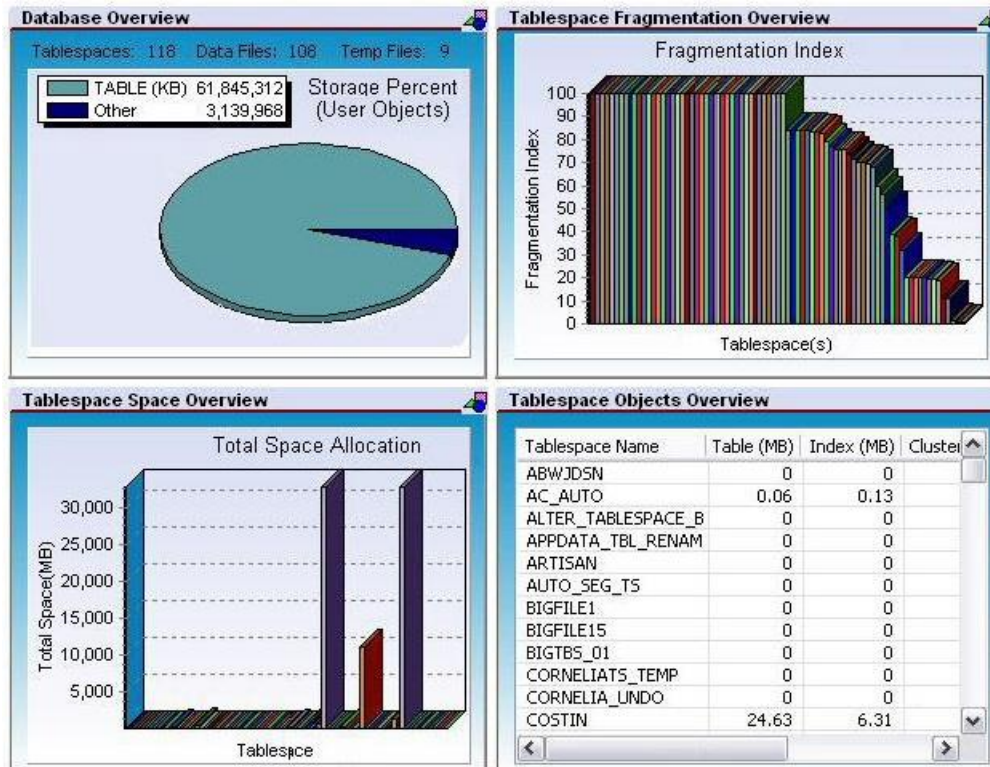 Database Overview
Tablespaces: 118 Data Files: 108 Temp Files: 9
TABLE (KB) 61,845,312
Other 3,139,968
Storage Percent
(User Objects)
Tablespace Fragmentation Overview
Fragmentation Index
Fragmentation Index
100
90
80
70
60
50
40
30
20
10
0
Tablespace(s)
Tablespace Space Overview
Total Space Allocation
Total Space(MB)
30,000
25,000
20,000
15,000
10,000
5,000
Tablespace
Tablespace Objects Overview
Tablespace Name Table (MB) Index (MB) Cluster
ABWJDSN 0 0
AC_AUTO 0.06 0.13
ALTER_TABLESPACE_B 0 0
APPDATA_TBL_RENAM 0 0
ARTISAN 0 0
AUTO_SEG_TS 0 0
BIGFILE1 0 0
BIGFILE15 0 0
BIGTBS_01 0 0
CORNELIATS_TEMP 0 0
CORNELIA_UNDO 0 0
COSTIN 24.63 6.31